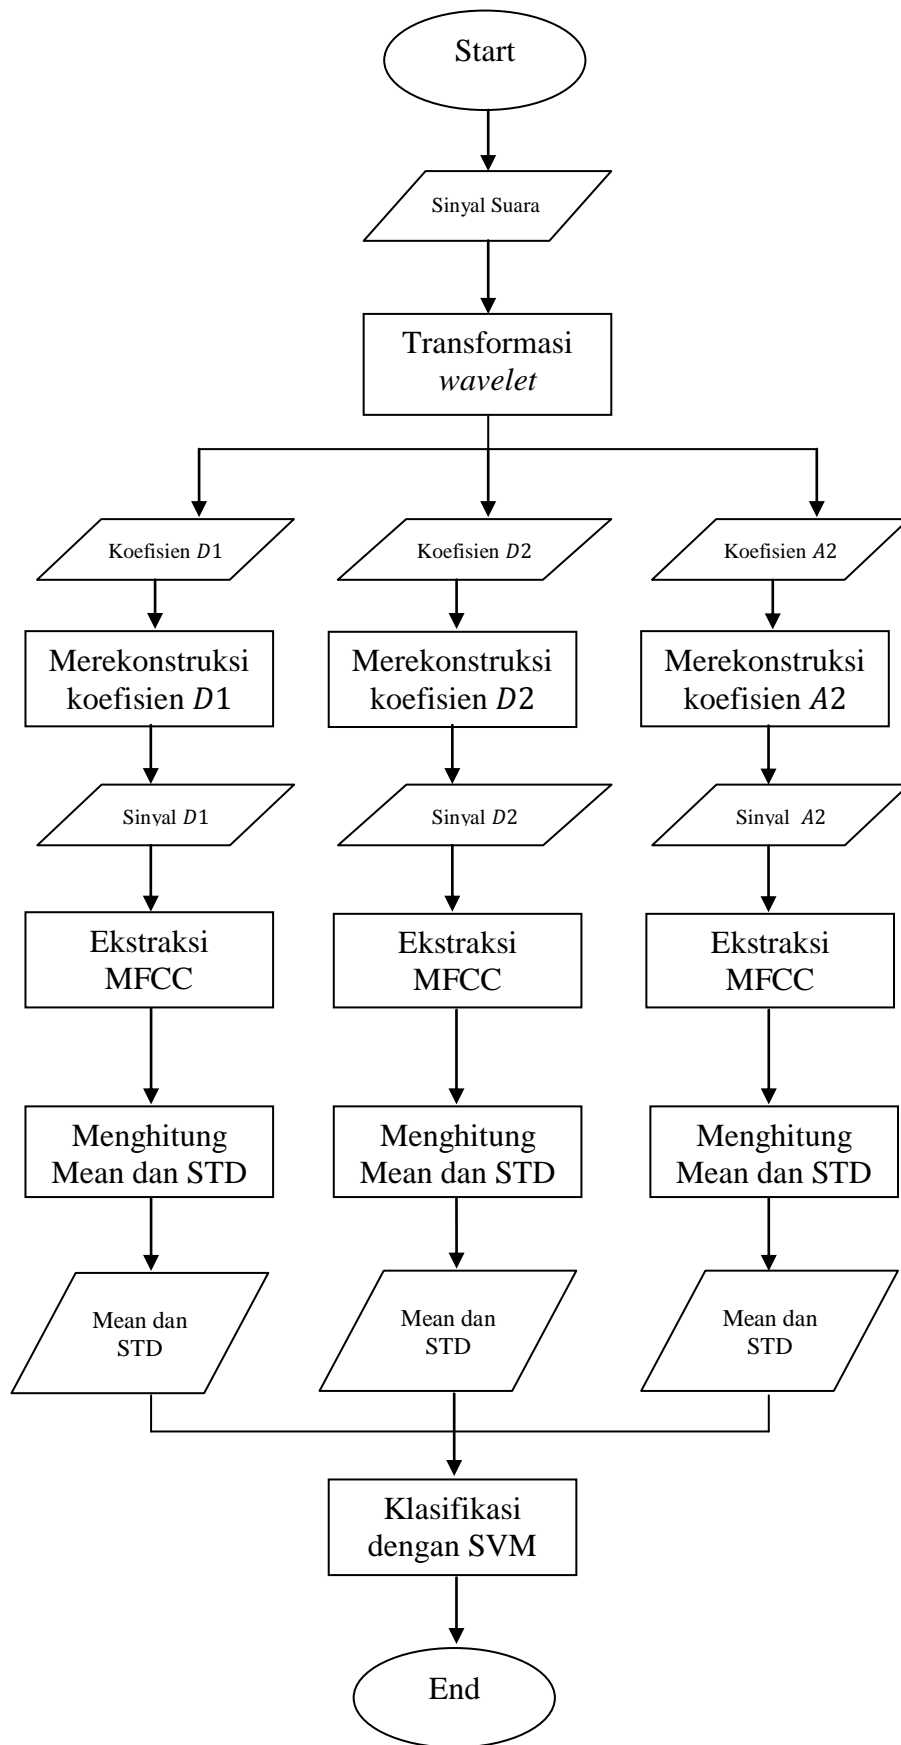 Start
Sinyal Suara
Transformasi
wavelet
Koefisien D1
Koefisien D2
Koefisien A2
Merekonstruksi
koefisien D1
Merekonstruksi
koefisien D2
Merekonstruksi
koefisien A2
Sinyal D1
Sinyal D2
Sinyal A2
Ekstraksi
MFCC
Ekstraksi
MFCC
Ekstraksi
MFCC
Menghitung
Mean dan STD
Menghitung
Mean dan STD
Menghitung
Mean dan STD
Mean dan
STD
Mean dan
STD
Mean dan
STD
Klasifikasi
dengan SVM
End